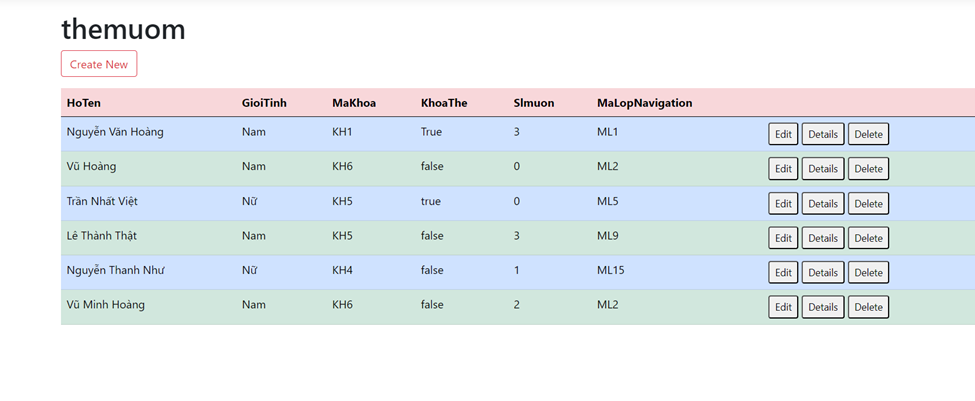 themuom
Create New
HoTen GioiTinh MaKhoa KhoaThe Slmuon MaLopNavigation
Nguyễn Văn Hoàng Nam KH1 True 3 ML1 Edit Details Delete
Vũ Hoàng Nam KH6 false 0 ML2 Edit Details Delete
Trần Nhất Việt Nữ KH5 true 0 ML5 Edit Details Delete
Lê Thành Thật Nam KH5 false 3 ML9 Edit Details Delete
Nguyễn Thanh Như Nữ KH4 false 1 ML15 Edit Details Delete
Vũ Minh Hoàng Nam KH6 false 2 ML2 Edit Details Delete